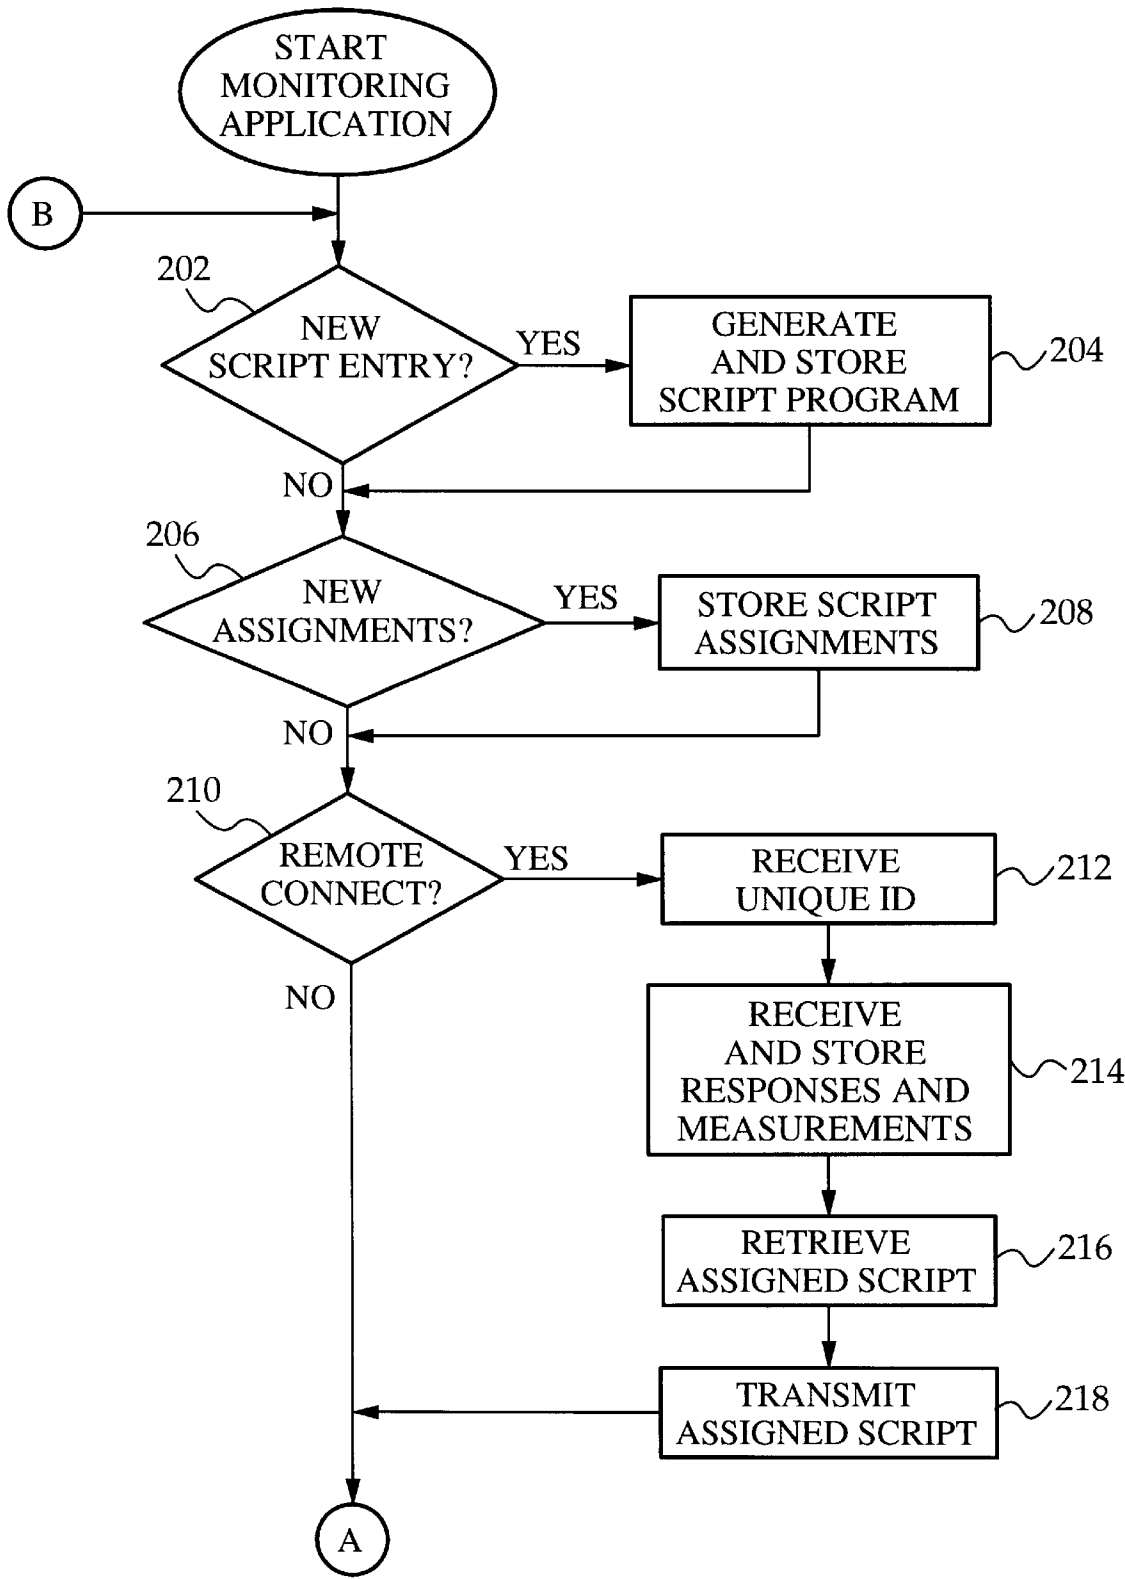 START
MONITORING
APPLICATION
B
202
NEW
SCRIPT ENTRY?
YES
GENERATE
AND STORE
SCRIPT PROGRAM
204
NO
206
NEW
ASSIGNMENTS?
YES
STORE SCRIPT
ASSIGNMENTS
208
NO
210
REMOTE
CONNECT?
YES
RECEIVE
UNIQUE ID
212
NO
RECEIVE
AND STORE
RESPONSES AND
MEASUREMENTS
214
RETRIEVE
ASSIGNED SCRIPT
216
TRANSMIT
ASSIGNED SCRIPT
218
A